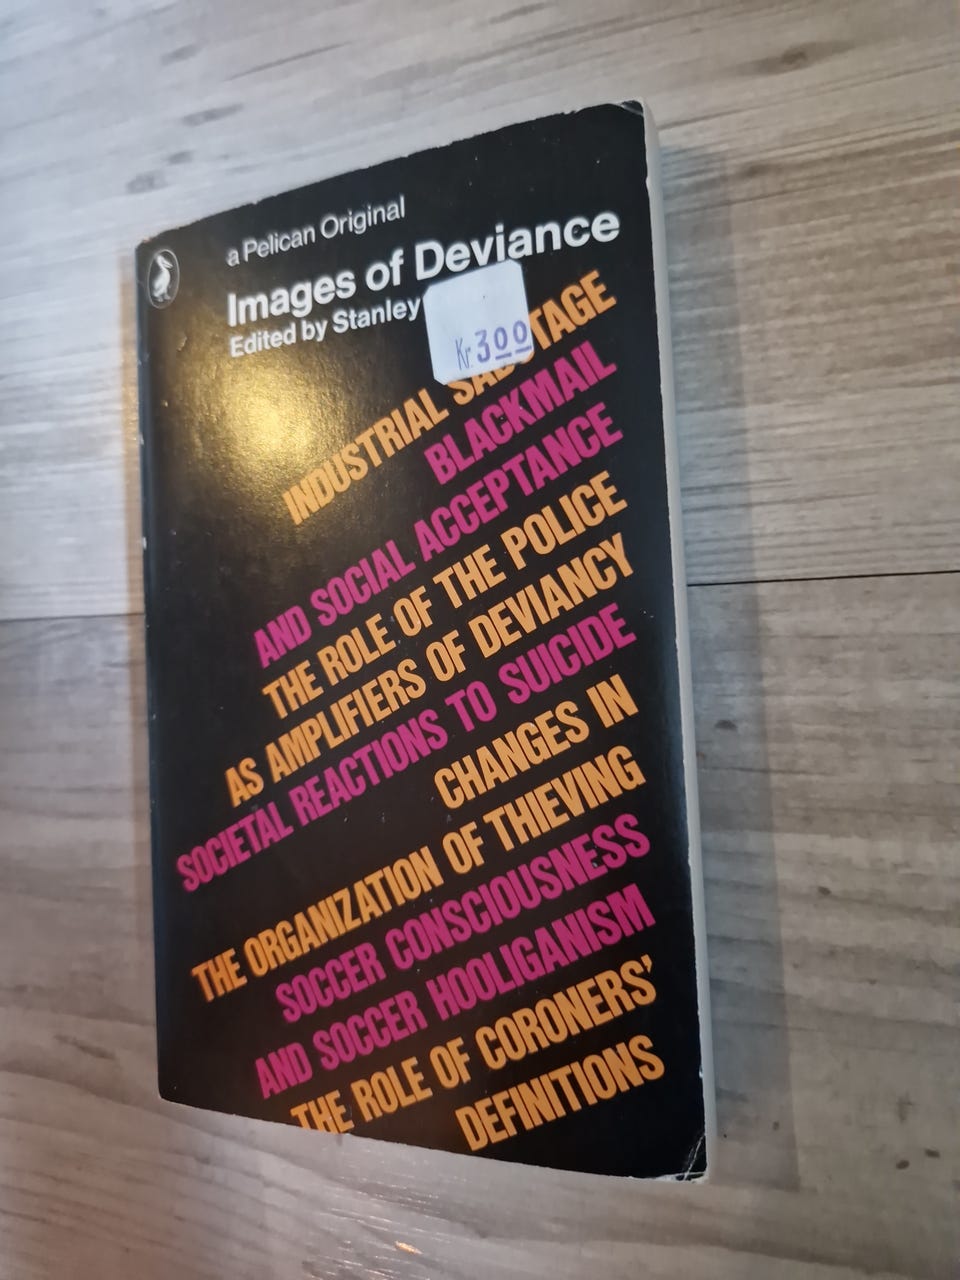 a Pelican Original
Images of Deviance
Edited by Stanley
Kr. 300
INDUSTRIAL SABOTAGE
BLACKMAIL
AND SOCIAL ACCEPTANCE
THE ROLE OF THE POLICE
AS AMPLIFIERS OF DEVIANCY
SOCIETAL REACTIONS TO SUICIDE
CHANGES IN
THE ORGANIZATION OF THIEVING
SOCCER CONSCIOUSNESS
AND SOCCER HOOLIGANISM
THE ROLE OF CORONERS'
DEFINITIONS